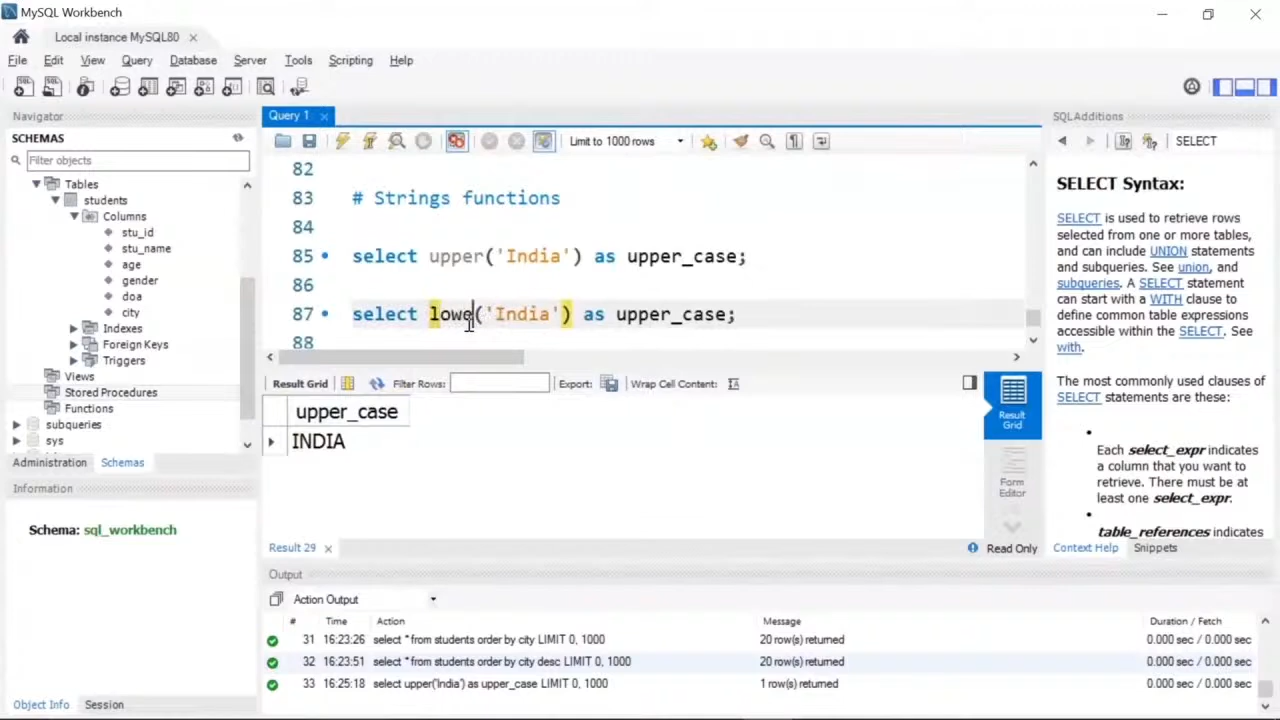 MySQL Workbench
Local instance MySQL80
File Edit View Query Database Server Tools Scripting Help
Navigator
SCHEMAS
Filter objects
Tables
students
Columns
stu_id
stu_name
age
gender
doa
city
Indexes
Foreign Keys
Triggers
Views
Stored Procedures
Functions
subqueries
sys
Administration Schemas
Information
Schema: sql_workbench
Object Info Session
Query 1
Limit to 1000 rows
82
83 # Strings functions
84
85 select upper('India') as upper_case;
86
87 select lowe('India') as upper_case;
88
Result Grid Filter Rows: Export: Wrap Cell Content:
upper_case
INDIA
Result Grid
Form Editor
Result 29
Read Only
Output
Action Output
# Time Action Message Duration / Fetch
31 16:23:26 select * from students order by city LIMIT 0, 1000 20 row(s) returned 0.000 sec / 0.000 sec
32 16:23:51 select * from students order by city desc LIMIT 0, 1000 20 row(s) returned 0.000 sec / 0.000 sec
33 16:25:18 select upper('India') as upper_case LIMIT 0, 1000 1 row(s) returned 0.000 sec / 0.000 sec
SQLAdditions
SELECT
SELECT Syntax:
SELECT is used to retrieve rows
selected from one or more tables,
and can include UNION statements
and subqueries. See union, and
subqueries. A SELECT statement
can start with a WITH clause to
define common table expressions
accessible within the SELECT. See
with.
The most commonly used clauses of
SELECT statements are these:
Each select_expr indicates
a column that you want to
retrieve. There must be at
least one select_expr.
table_references indicates
Context Help Snippets